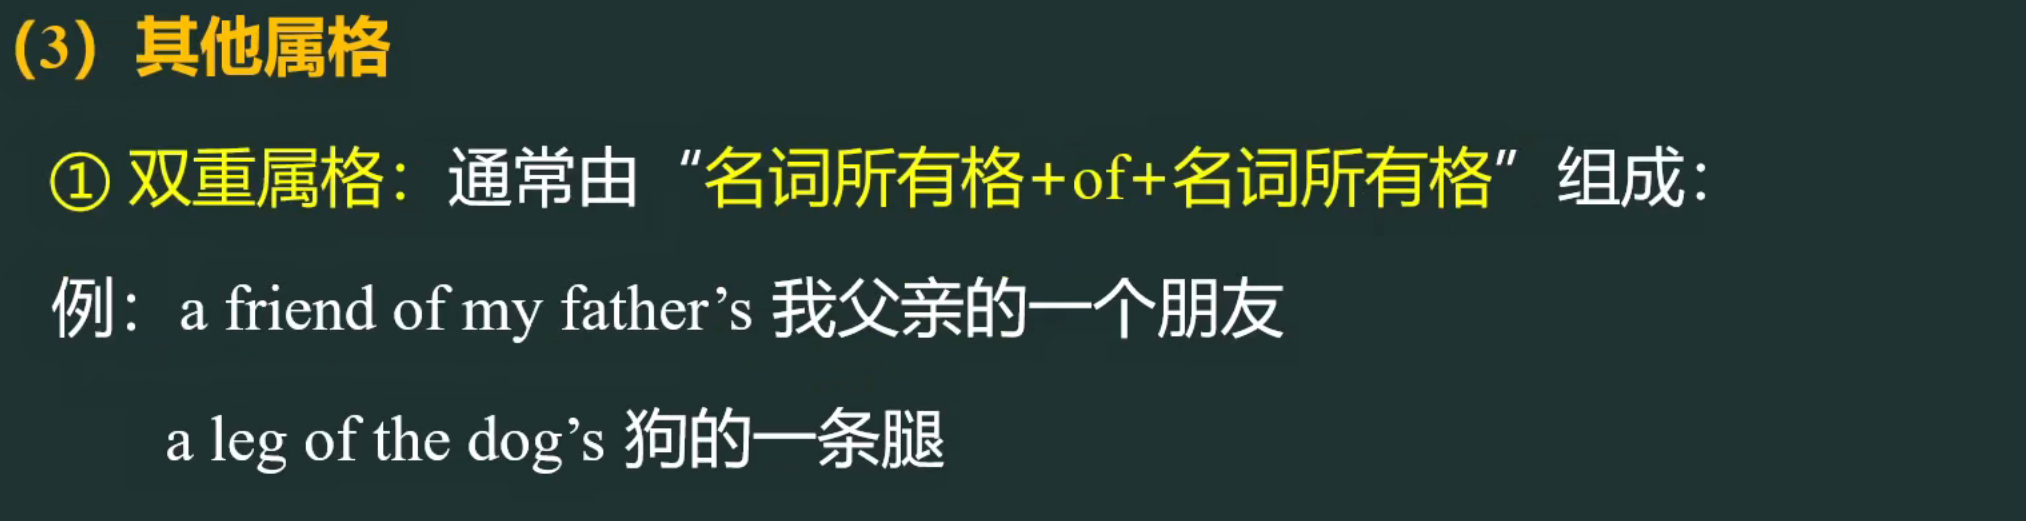 （3）其他属格
① 双重属格：通常由“名词所有格+of+名词所有格”组成：
例：a friend of my father’s 我父亲的一个朋友
a leg of the dog’s 狗的一条腿